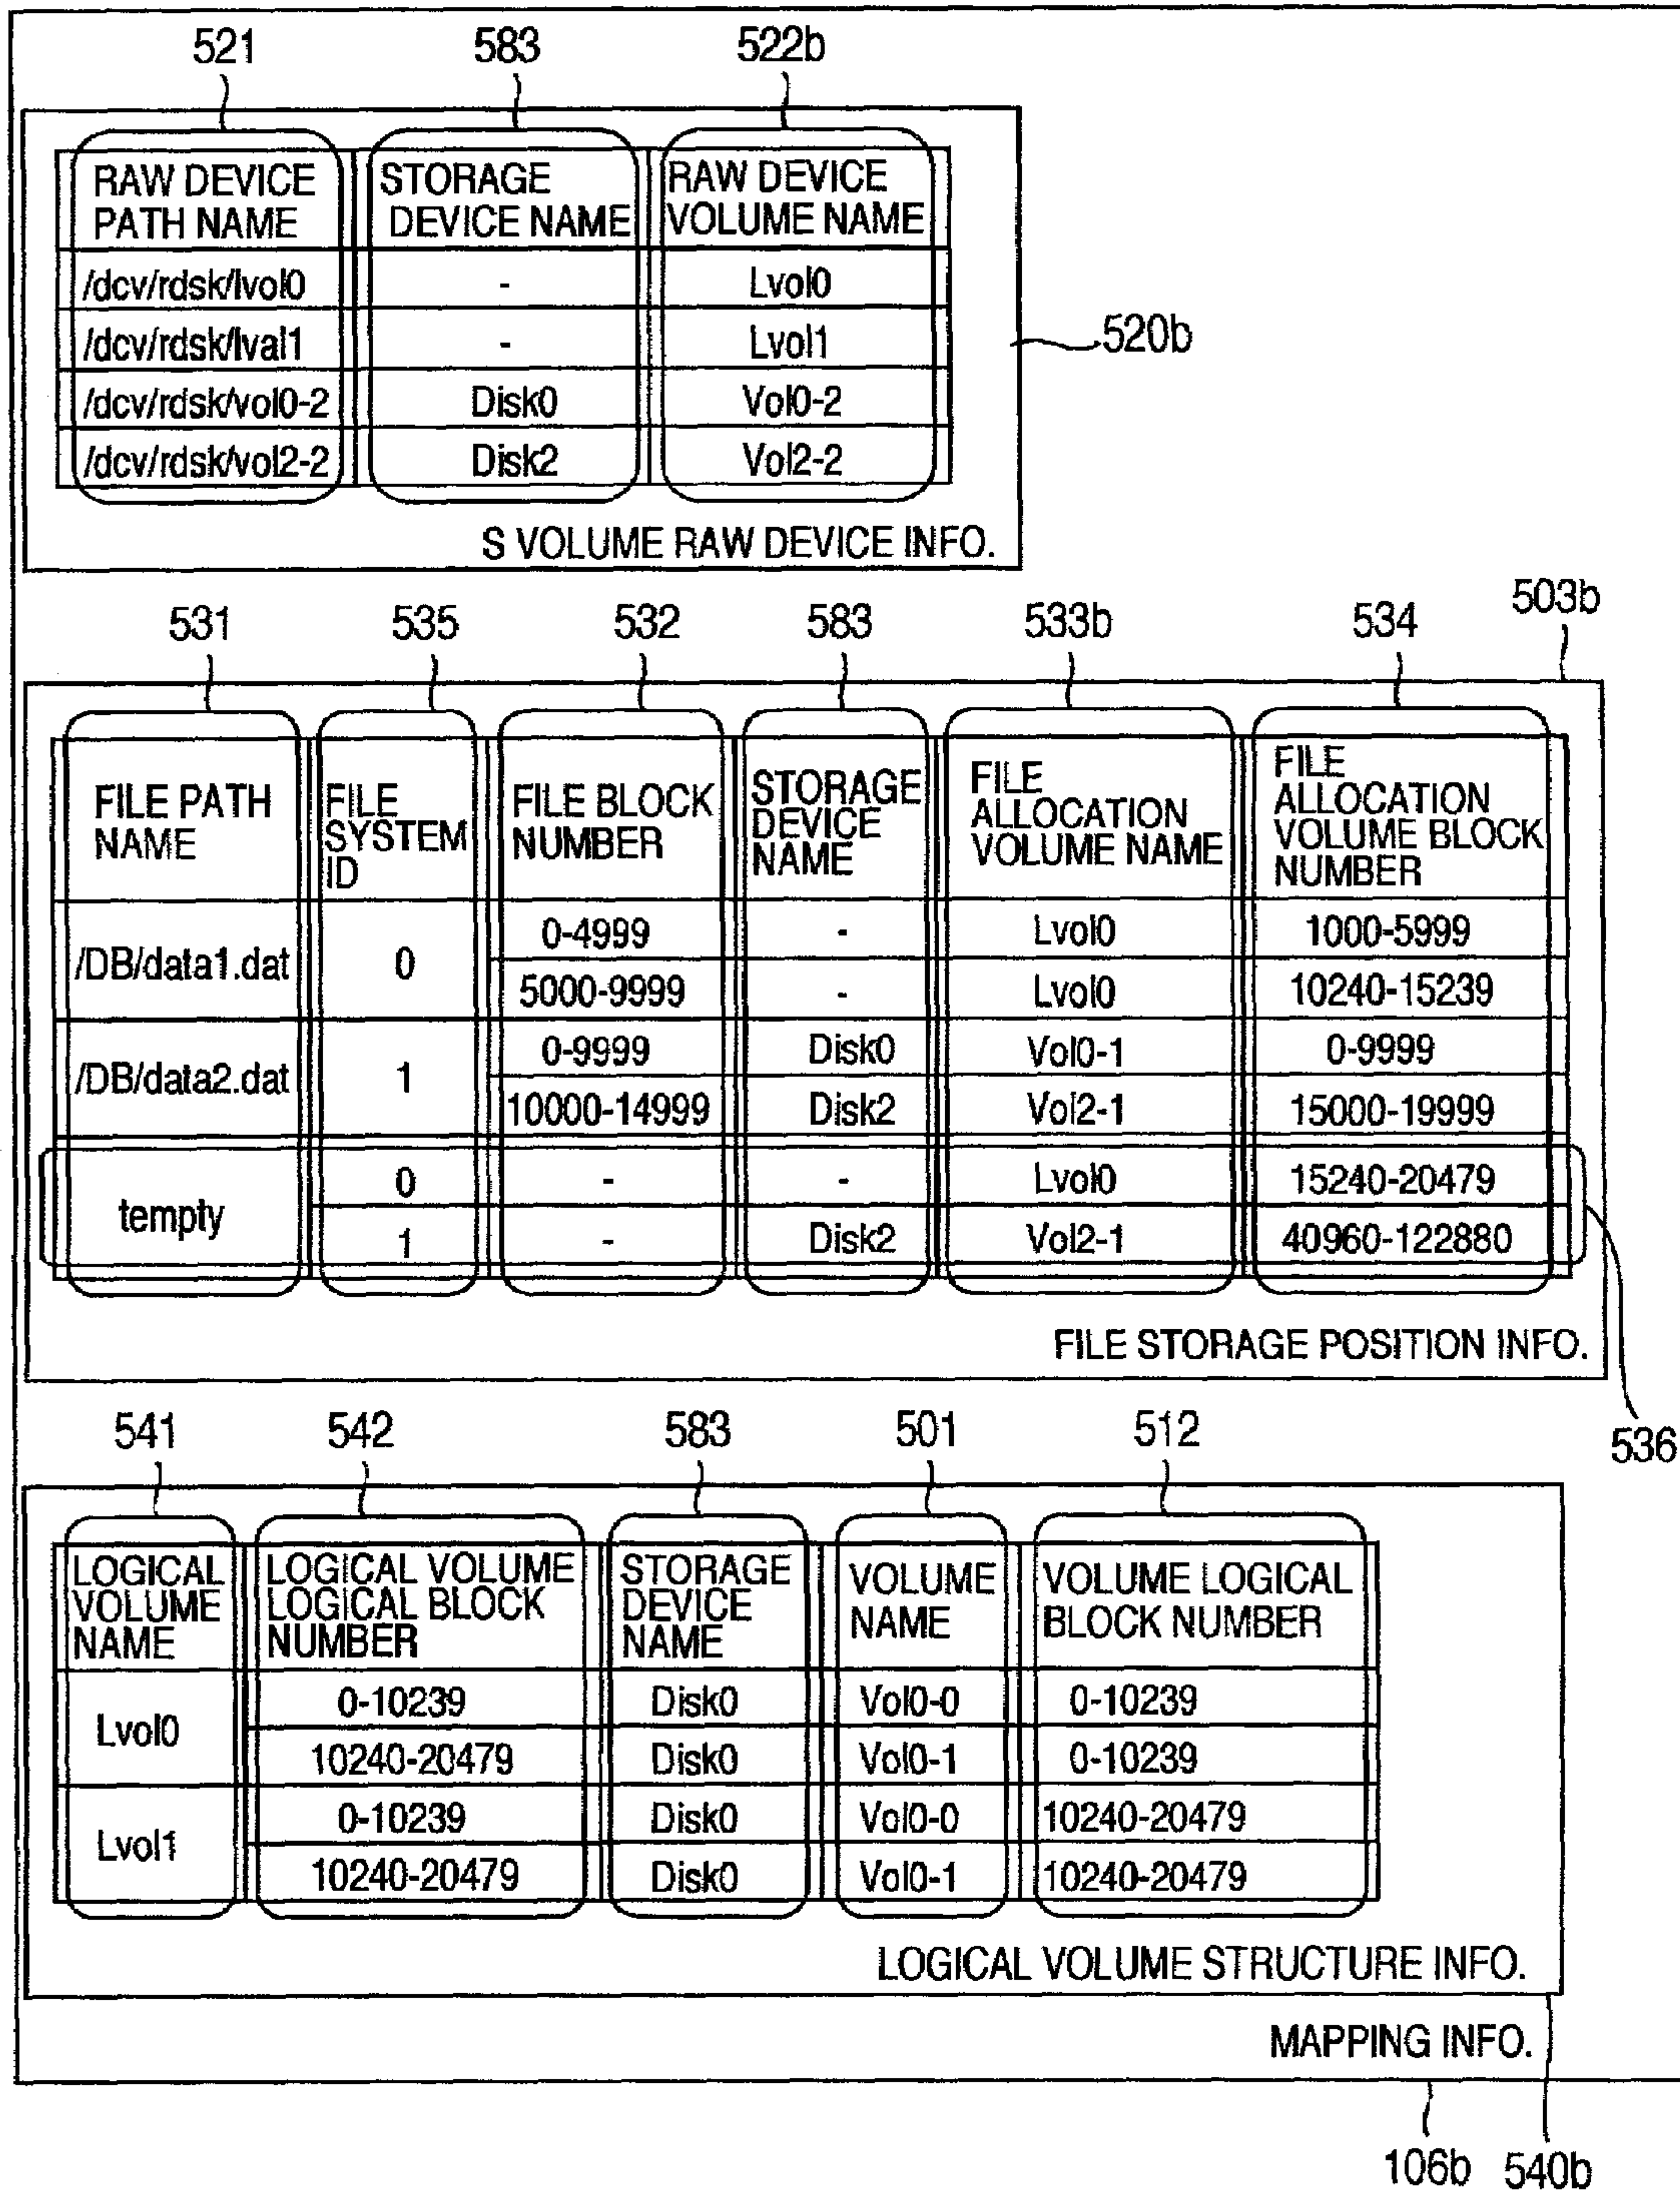 521 583 522b
RAW DEVICE PATH NAME STORAGE DEVICE NAME RAW DEVICE VOLUME NAME
/dcv/rdsk/lvol0 - Lvol0
/dcv/rdsk/lval1 - Lvol1
/dcv/rdsk/vol0-2 Disk0 Vol0-2
/dcv/rdsk/vol2-2 Disk2 Vol2-2
S VOLUME RAW DEVICE INFO.
520b
531 535 532 583 533b 534 503b
FILE PATH NAME FILE SYSTEM ID FILE BLOCK NUMBER STORAGE DEVICE NAME FILE ALLOCATION VOLUME NAME FILE ALLOCATION VOLUME BLOCK NUMBER
/DB/data1.dat 0 0-4999 - Lvol0 1000-5999
5000-9999 - Lvol0 10240-15239
/DB/data2.dat 1 0-9999 Disk0 Vol0-1 0-9999
10000-14999 Disk2 Vol2-1 15000-19999
tempty 0 - - Lvol0 15240-20479
1 - Disk2 Vol2-1 40960-122880
FILE STORAGE POSITION INFO.
536
541 542 583 501 512
LOGICAL VOLUME NAME LOGICAL VOLUME LOGICAL BLOCK NUMBER STORAGE DEVICE NAME VOLUME NAME VOLUME LOGICAL BLOCK NUMBER
Lvol0 0-10239 Disk0 Vol0-0 0-10239
10240-20479 Disk0 Vol0-1 0-10239
Lvol1 0-10239 Disk0 Vol0-0 10240-20479
10240-20479 Disk0 Vol0-1 10240-20479
LOGICAL VOLUME STRUCTURE INFO.
MAPPING INFO.
106b 540b